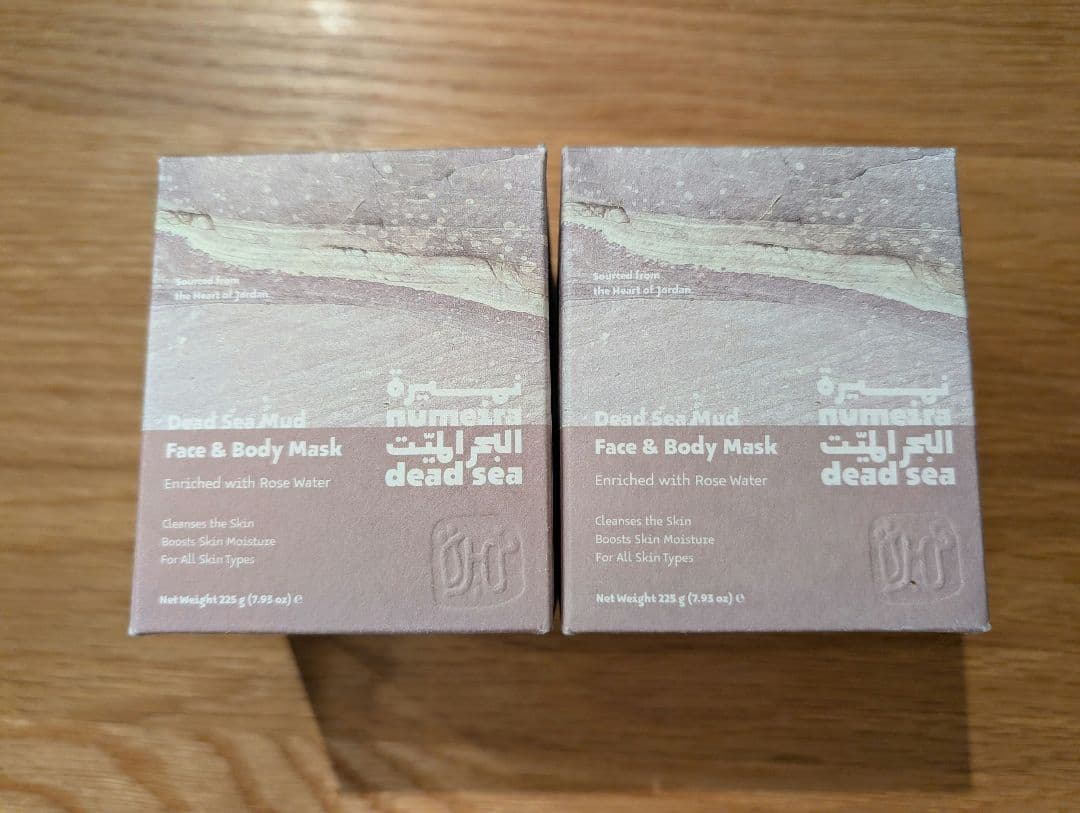 Sourced from
the Heart of Jordan
Dead Sea Mud
Face & Body Mask
Enriched with Rose Water
Cleanses the Skin
Boosts Skin Moisture
For All Skin Types
Net Weight 225 g (7.93 oz) ℮
نميرة
numeira
البحر الميّت
dead sea
Sourced from
the Heart of Jordan
Dead Sea Mud
Face & Body Mask
Enriched with Rose Water
Cleanses the Skin
Boosts Skin Moisture
For All Skin Types
Net Weight 225 g (7.93 oz) ℮
نميرة
numeira
البحر الميّت
dead sea